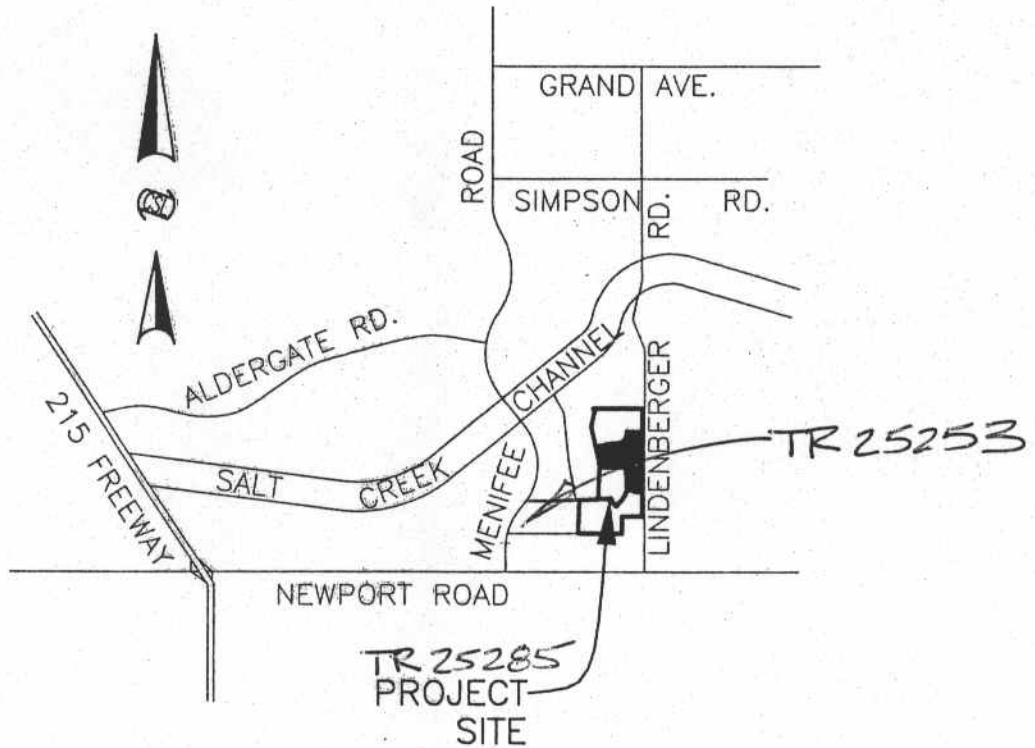 GRAND AVE.
ROAD
SIMPSON RD.
RD.
ALDERGATE RD.
CHANNEL
215 FREEWAY
SALT CREEK
MENIFEE
LINDENBERGER
TR 25253
NEWPORT ROAD
TR 25285
PROJECT
SITE